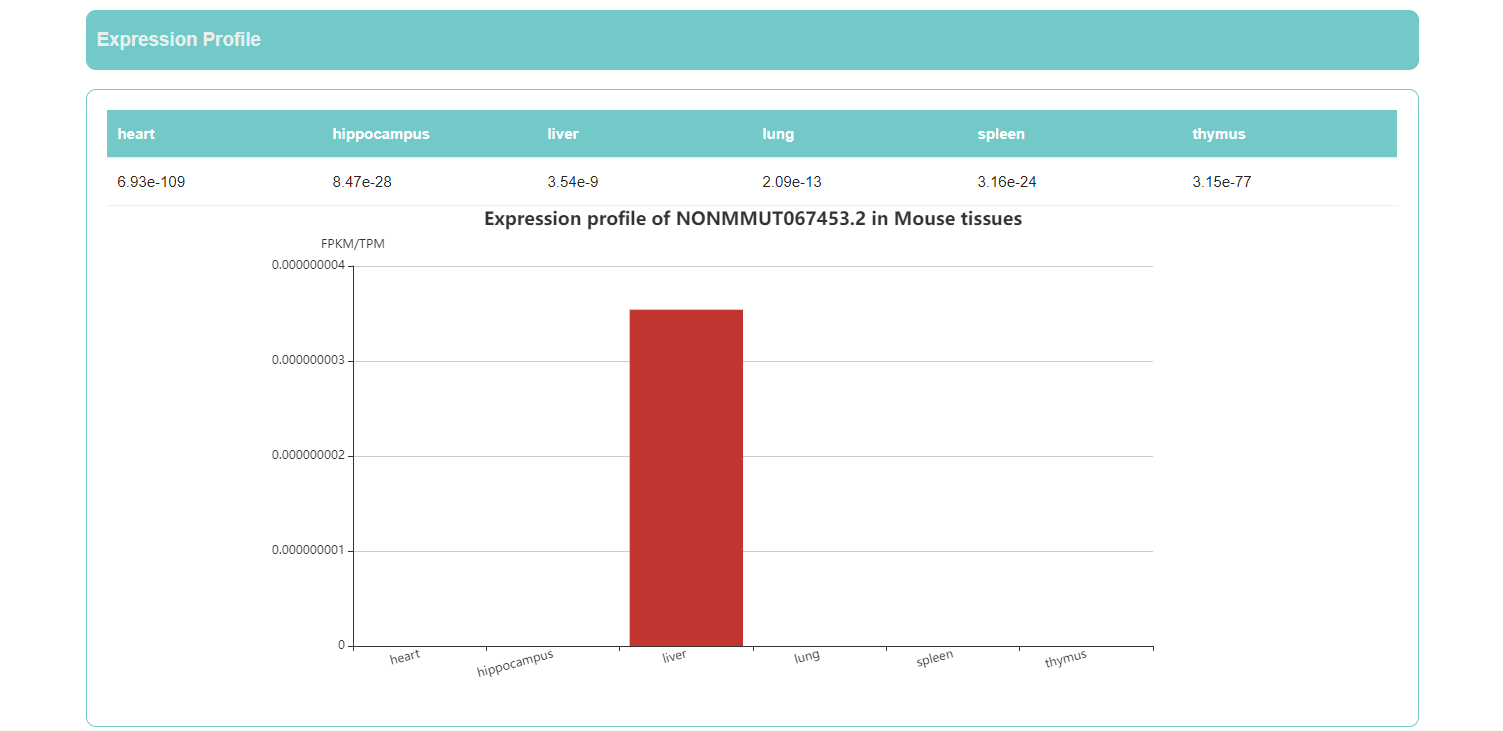 Expression Profile
heart hippocampus liver lung spleen thymus
6.93e-109 8.47e-28 3.54e-9 2.09e-13 3.16e-24 3.15e-77
Expression profile of NONMMUT067453.2 in Mouse tissues
FPKM/TPM
0.000000004
0.000000003
0.000000002
0.000000001
0
heart hippocampus liver lung spleen thymus